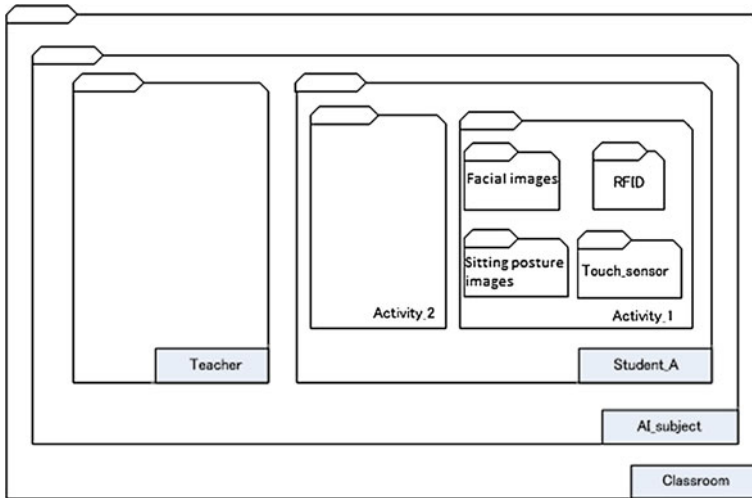 Facial images
RFID
Sitting posture
images
Touch_sensor
Activity_2
Activity_1
Teacher
Student_A
AI_subject
Classroom